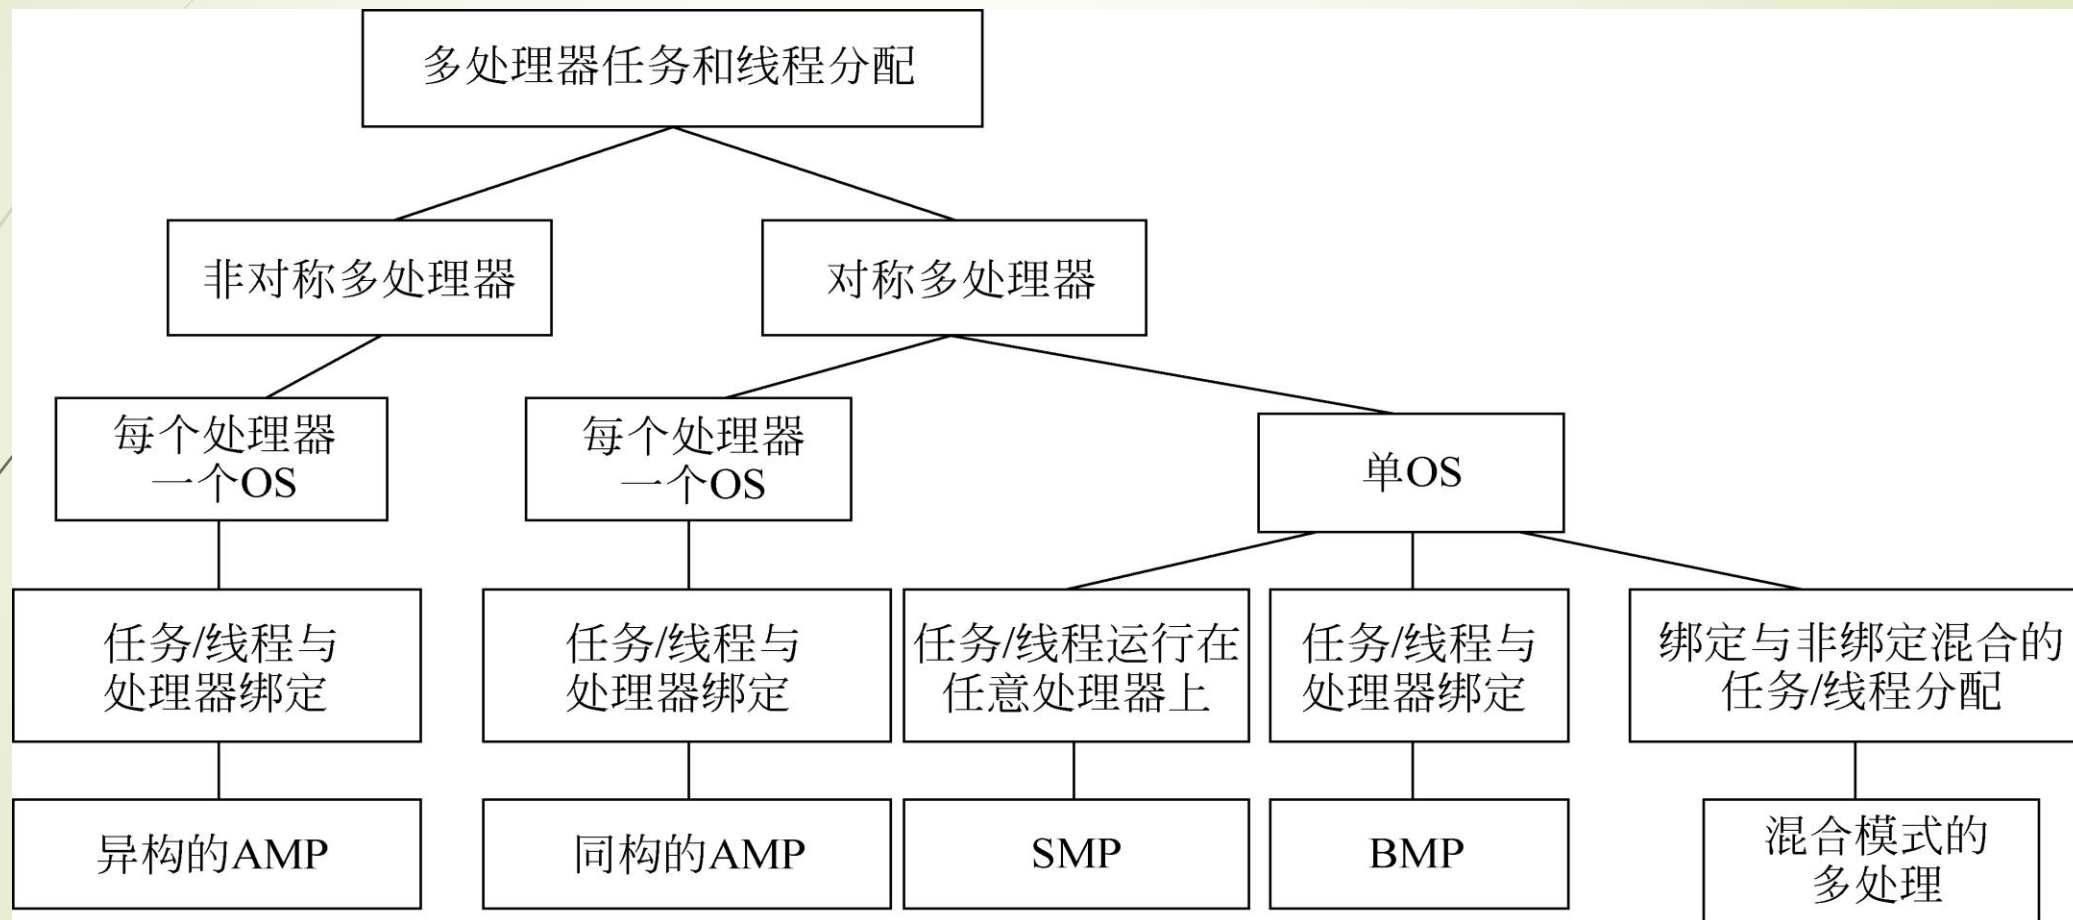 多处理器任务和线程分配
非对称多处理器
对称多处理器
每个处理器
一个OS
每个处理器
一个OS
单OS
任务/线程与
处理器绑定
任务/线程与
处理器绑定
任务/线程运行在
任意处理器上
任务/线程与
处理器绑定
绑定与非绑定混合的
任务/线程分配
异构的AMP
同构的AMP
SMP
BMP
混合模式的
多处理